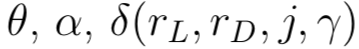 θ, α, δ(r_L, r_D, j, γ)